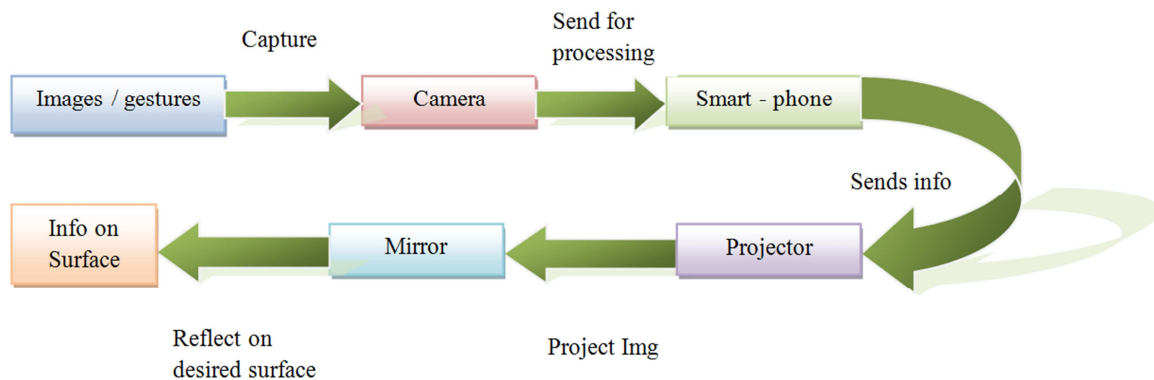 Capture
Send for
processing
Images / gestures
Camera
Smart - phone
Sends info
Projector
Mirror
Info on
Surface
Project Img
Reflect on
desired surface